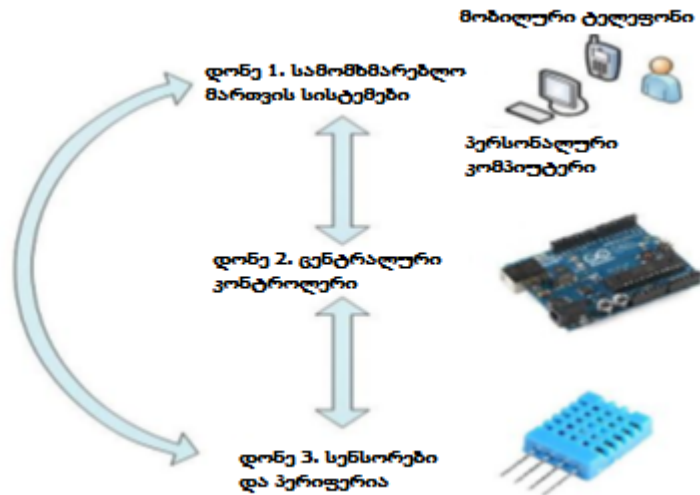 მობილური ტელეფონი
დონე 1. სამომხმარებლო
მართვის სისტემები
პერსონალური
კომპიუტერი
დონე 2. ცენტრალური
კონტროლერი
დონე 3. სენსორები
და პერიფერია